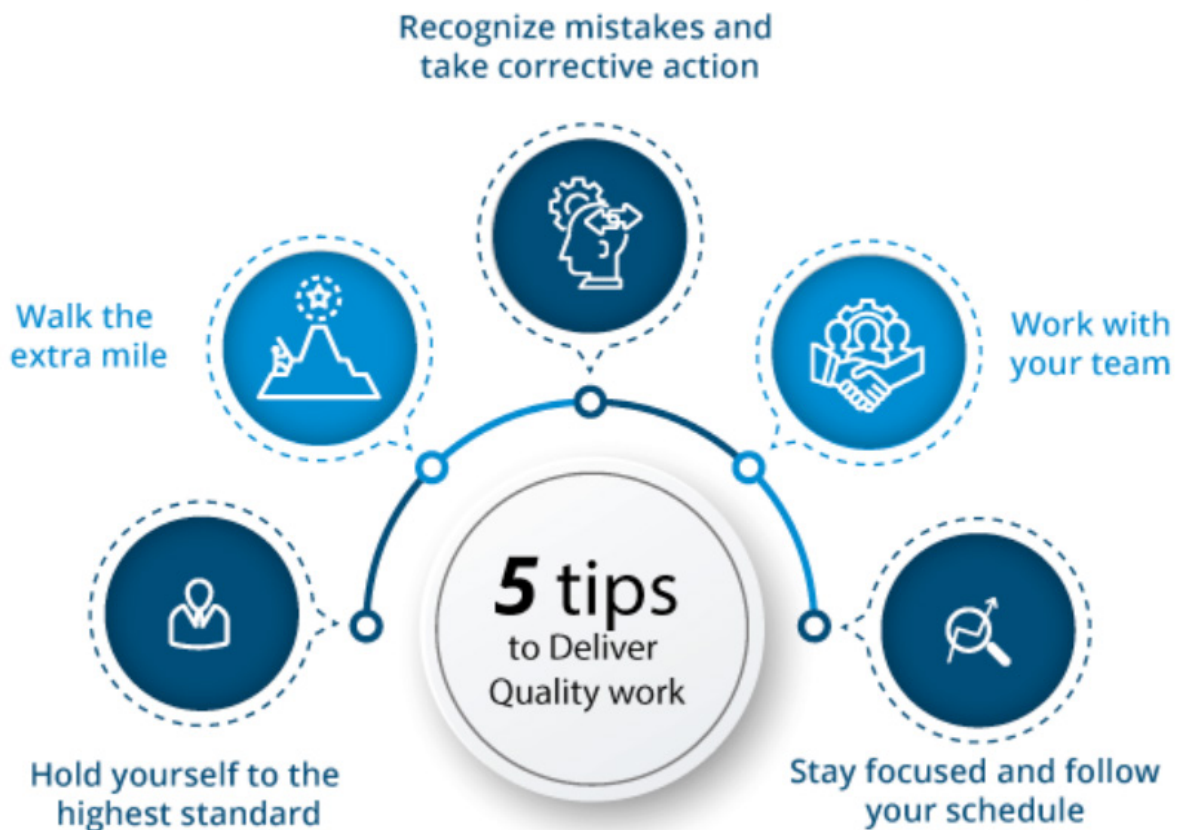 Recognize mistakes and
take corrective action
Walk the
extra mile
Work with
your team
5 tips
to Deliver
Quality work
Hold yourself to the
highest standard
Stay focused and follow
your schedule